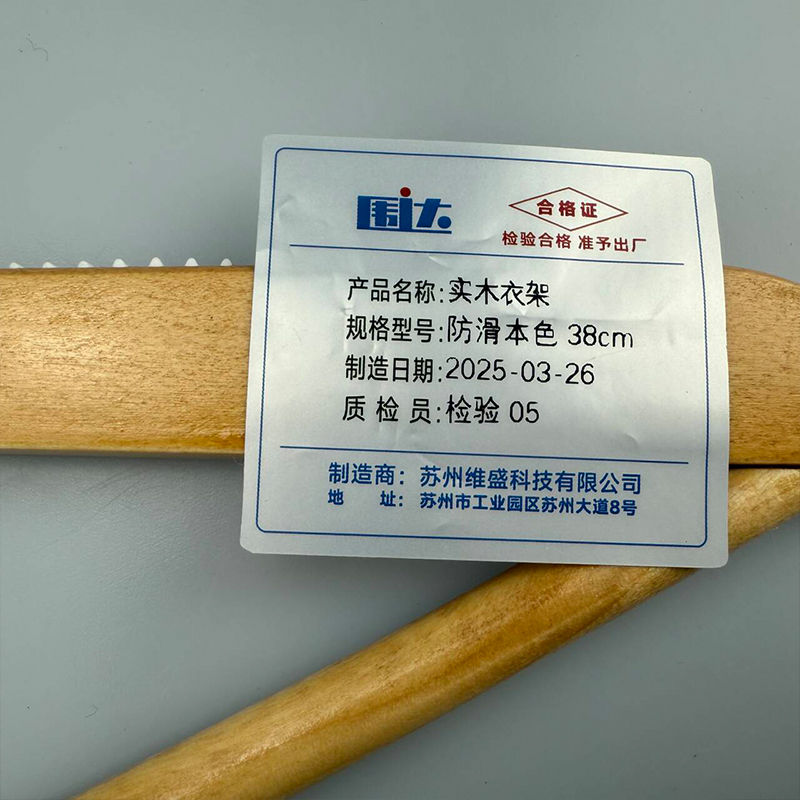 围达
合格证
检验合格 准予出厂
产品名称:实木衣架
规格型号:防滑本色 38cm
制造日期:2025-03-26
质 检 员:检验 05
制造商：苏州维盛科技有限公司
地 址：苏州市工业园区苏州大道8号